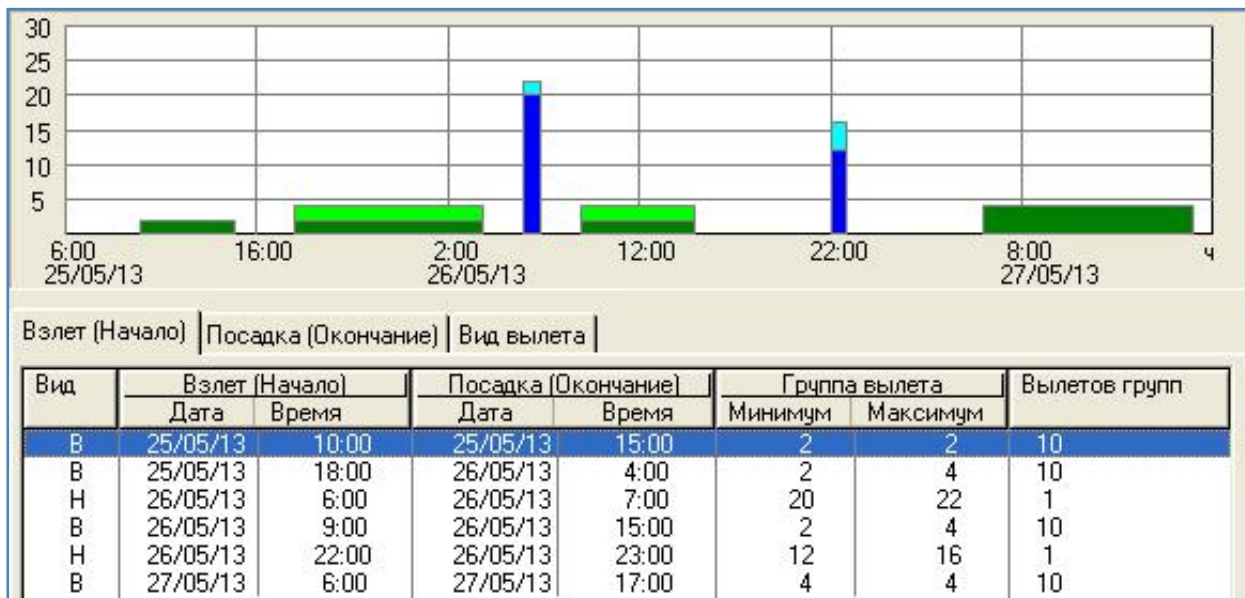 30
25
20
15
10
5
6:00 16:00 2:00 12:00 22:00 8:00 ч
25/05/13 26/05/13 27/05/13
Взлет (Начало) Посадка (Окончание) Вид вылета
Вид Взлет (Начало) Посадка (Окончание) Группа вылета Вылетов групп
Дата Время Дата Время Минимум Максимум
В 25/05/13 10:00 25/05/13 15:00 2 2 10
В 25/05/13 18:00 26/05/13 4:00 2 4 10
Н 26/05/13 6:00 26/05/13 7:00 20 22 1
В 26/05/13 9:00 26/05/13 15:00 2 4 10
Н 26/05/13 22:00 26/05/13 23:00 12 16 1
В 27/05/13 6:00 27/05/13 17:00 4 4 10